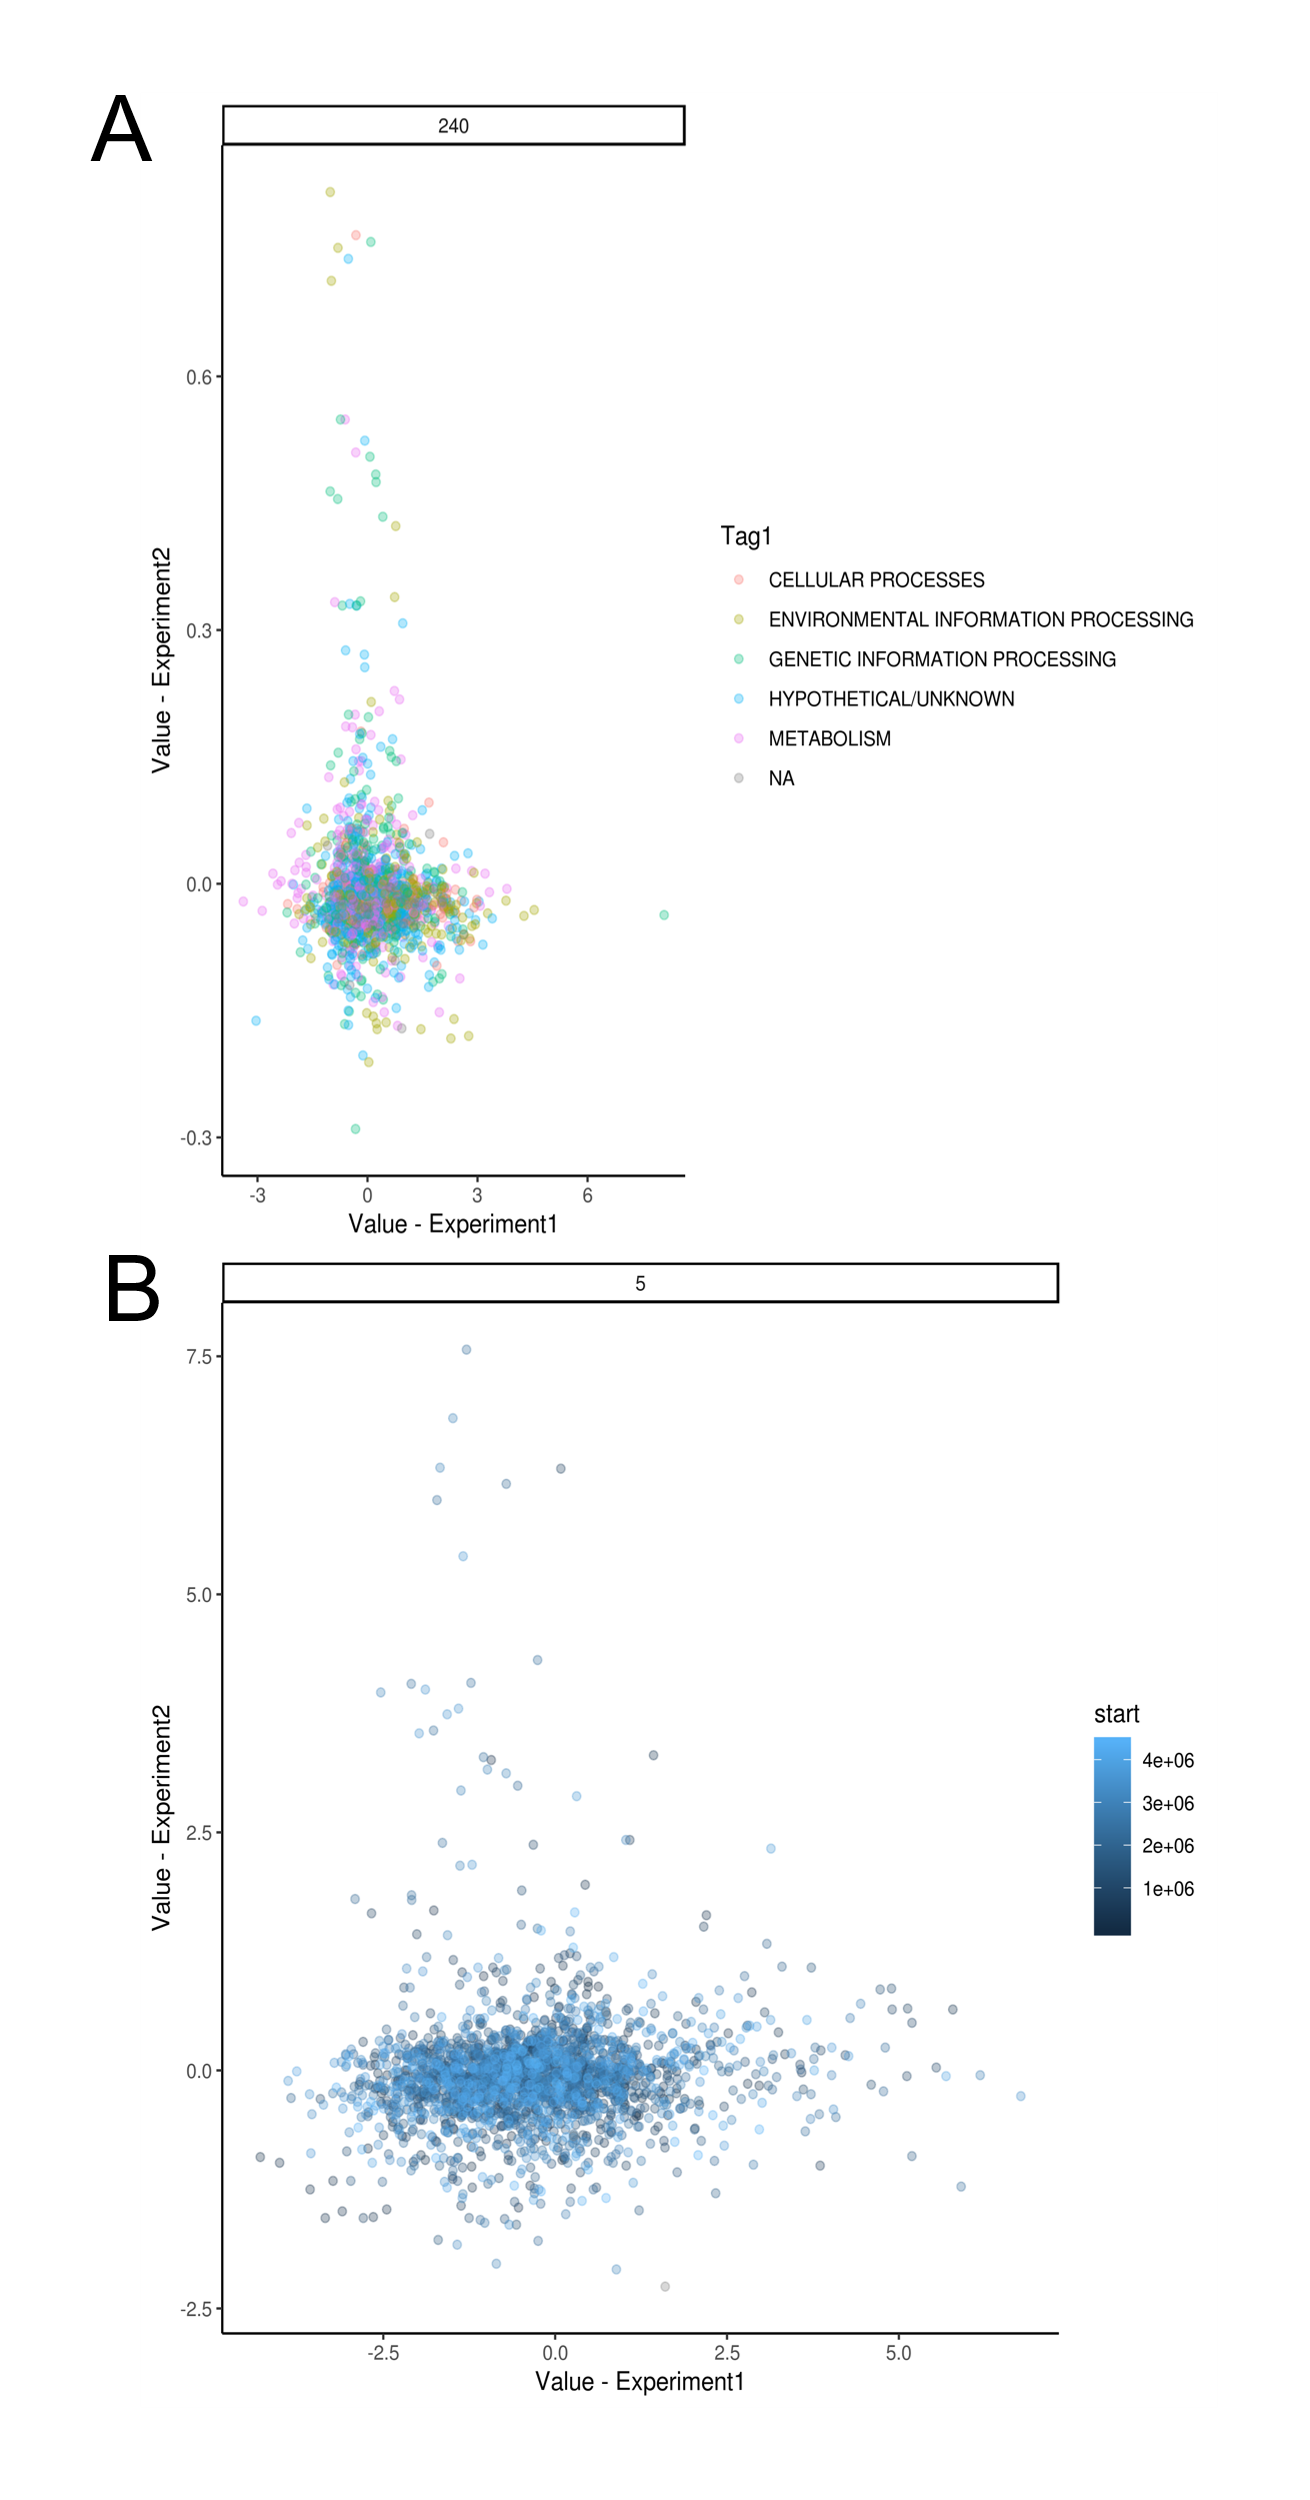 A
240
0.6
0.3
0.0
-0.3
Value - Experiment2
-3 0 3 6
Value - Experiment1
Tag1
CELLULAR PROCESSES
ENVIRONMENTAL INFORMATION PROCESSING
GENETIC INFORMATION PROCESSING
HYPOTHETICAL/UNKNOWN
METABOLISM
NA
B
5
7.5
5.0
2.5
0.0
-2.5
Value - Experiment2
-2.5 0.0 2.5 5.0
Value - Experiment1
start
4e+06
3e+06
2e+06
1e+06